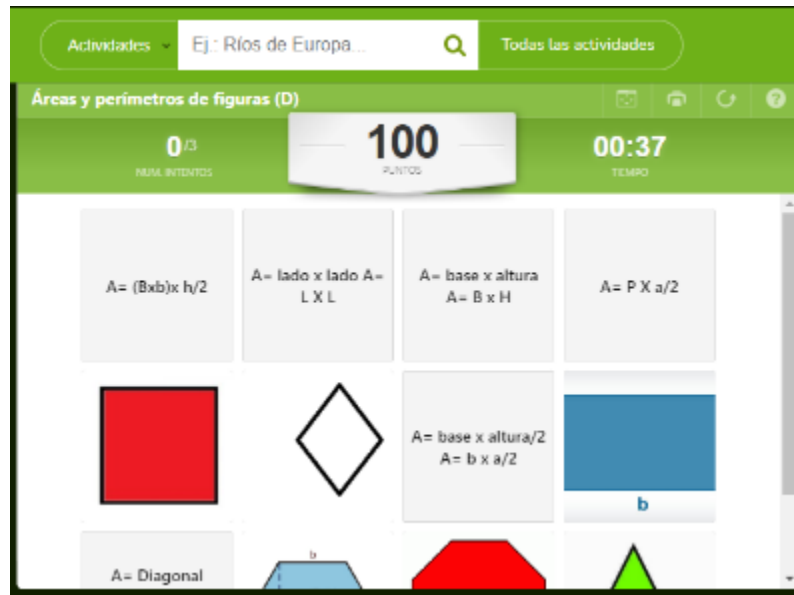 Actividades
Ej.: Ríos de Europa...
Todas las actividades
Áreas y perímetros de figuras (D)
?
0/3
NUM. INTENTOS
100
PUNTOS
00:37
TIEMPO
A= (Bxb)x h/2
A= lado x lado A=
L X L
A= base x altura
A= B x H
A= P X a/2
A= base x altura/2
A= b x a/2
b
A= Diagonal
b